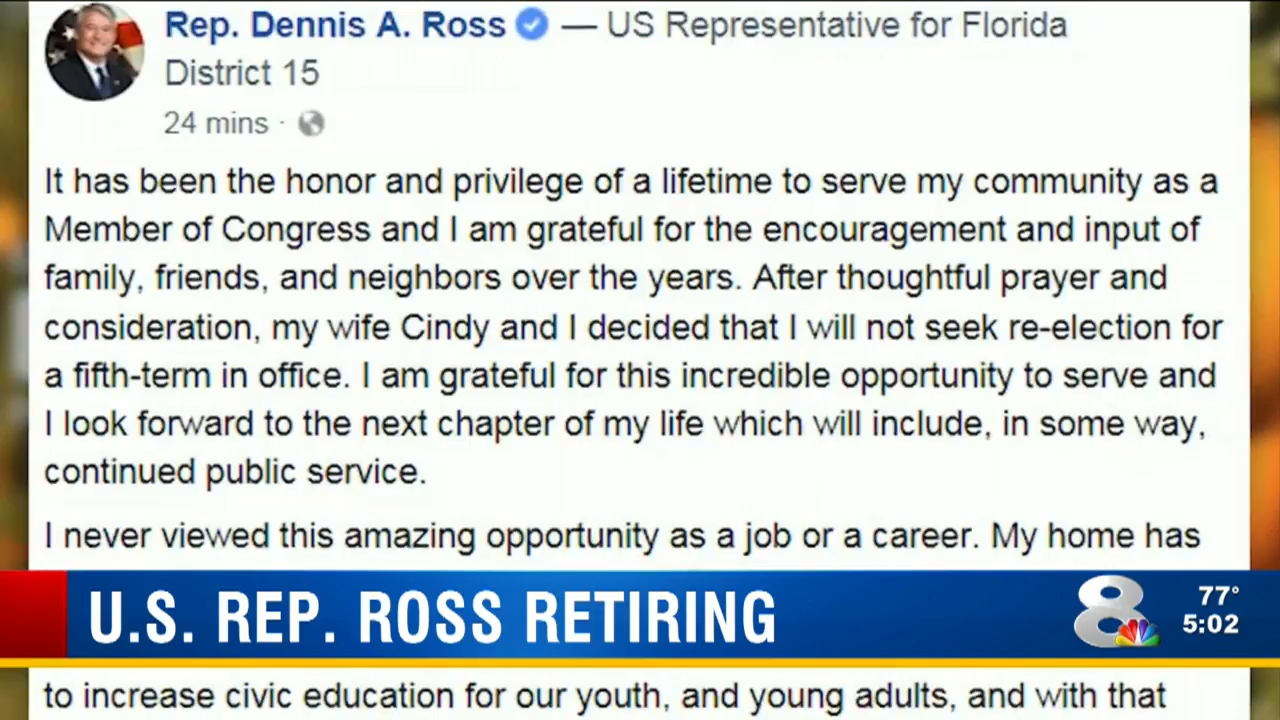 Rep. Dennis A. Ross — US Representative for Florida
District 15
24 mins ·
It has been the honor and privilege of a lifetime to serve my community as a
Member of Congress and I am grateful for the encouragement and input of
family, friends, and neighbors over the years. After thoughtful prayer and
consideration, my wife Cindy and I decided that I will not seek re-election for
a fifth-term in office. I am grateful for this incredible opportunity to serve and
I look forward to the next chapter of my life which will include, in some way,
continued public service.
I never viewed this amazing opportunity as a job or a career. My home has
U.S. REP. ROSS RETIRING
8
77°
5:02
to increase civic education for our youth, and young adults, and with that